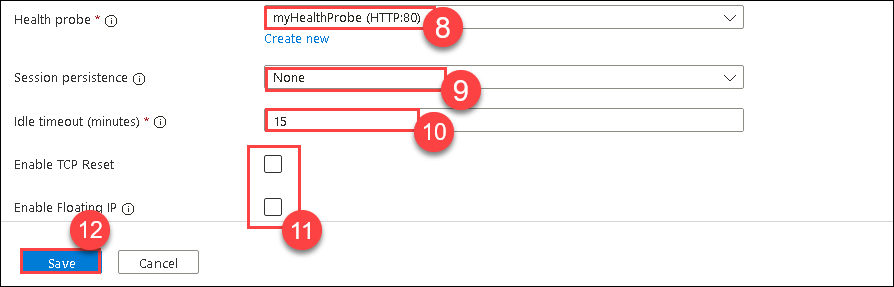 Health probe * myHealthProbe (HTTP:80) 8
Create new
Session persistence None 9
Idle timeout (minutes) * 15 10
Enable TCP Reset
Enable Floating IP 11
12
Save Cancel